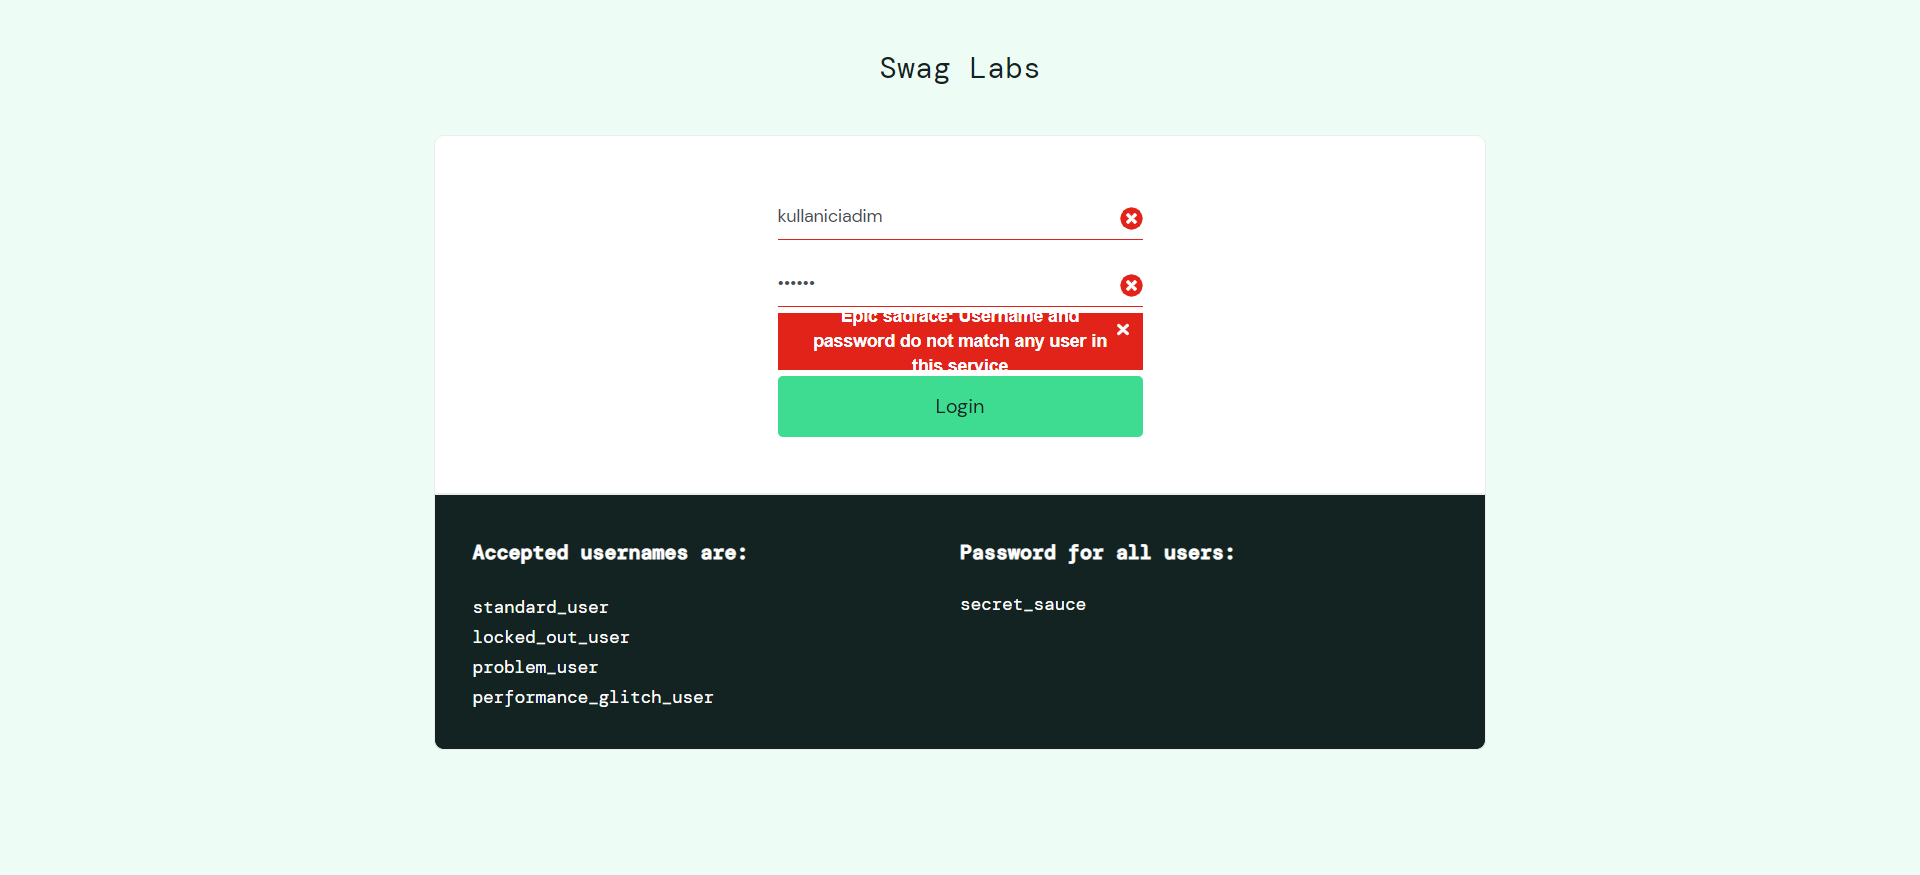 Swag Labs
kullaniciadim
••••••
Epic sadface: Username and
password do not match any user in
this service
Login
Accepted usernames are:
standard_user
locked_out_user
problem_user
performance_glitch_user
Password for all users:
secret_sauce